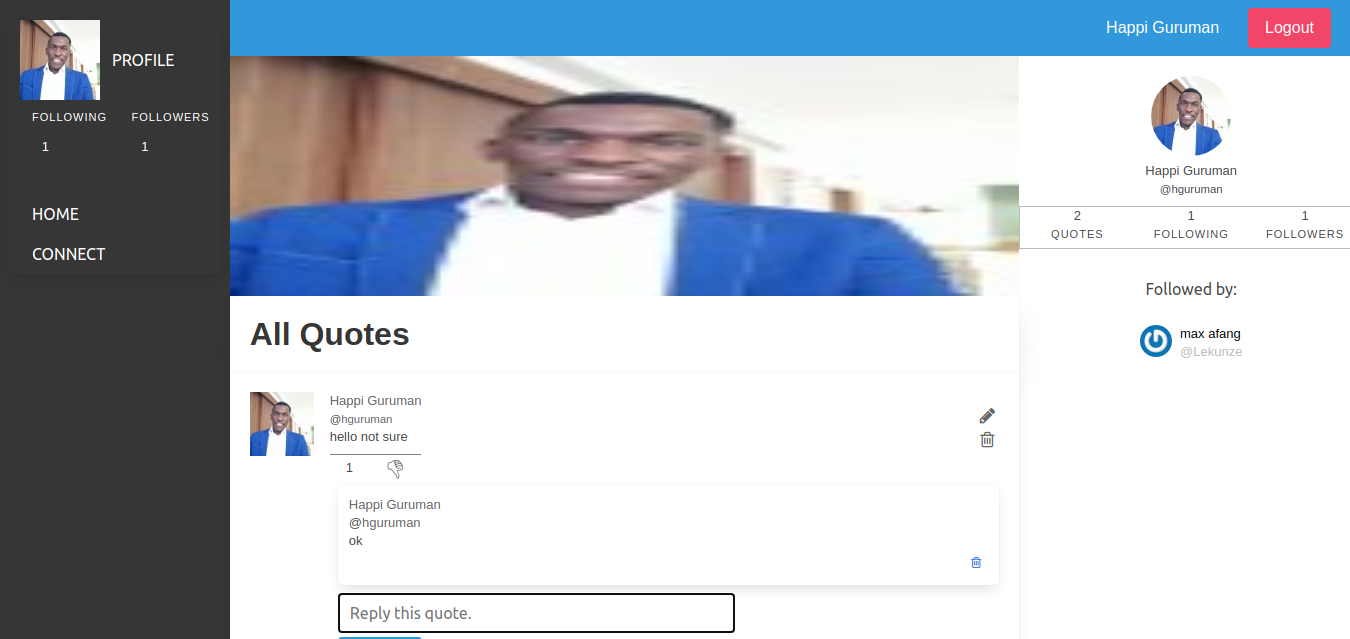 PROFILE
FOLLOWING FOLLOWERS
1 1
HOME
CONNECT
Happi Guruman Logout
All Quotes
Happi Guruman
@hguruman
hello not sure
1
Happi Guruman
@hguruman
ok
Reply this quote.
Happi Guruman
@hguruman
2 1 1
QUOTES FOLLOWING FOLLOWERS
Followed by:
max afang
@Lekunze